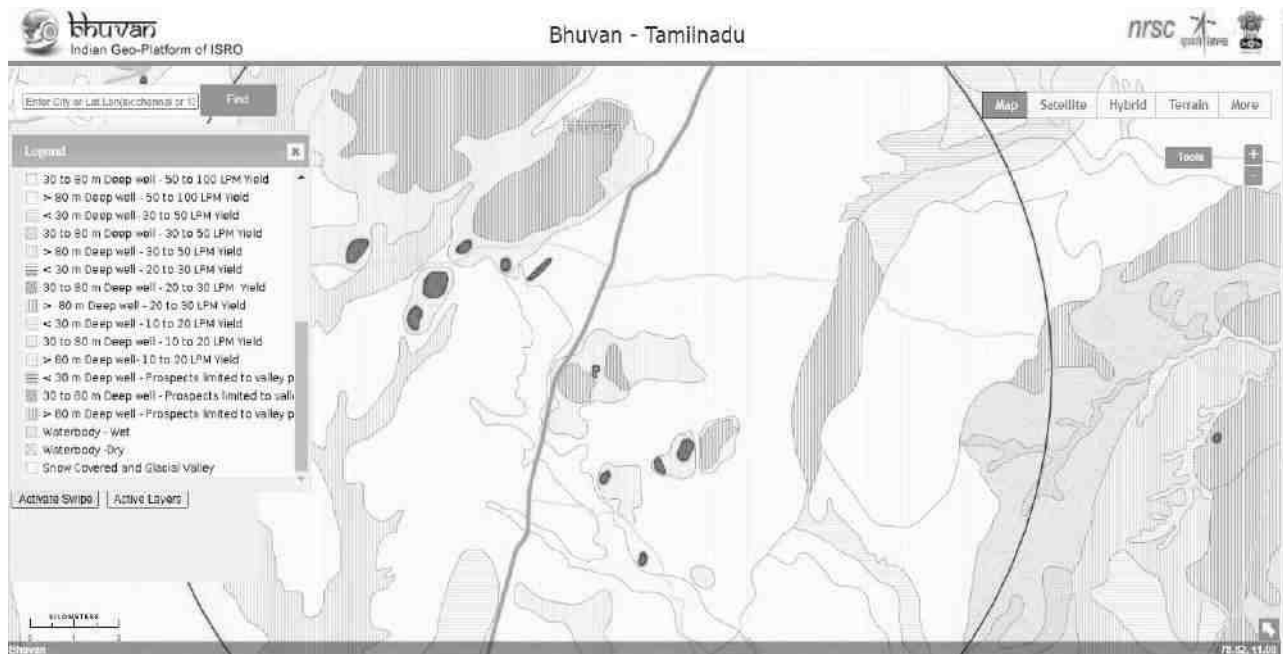 bhuvan
Indian Geo-Platform of ISRO
Bhuvan - Tamilnadu
nrsc
Find
Map Satellite Hybrid Terrain More
Tools
+
-
Legend
x
30 to 80 m Deep well - 50 to 100 LPM Yield
> 80 m Deep well - 50 to 100 LPM Yield
< 30 m Deep well- 30 to 50 LPM Yield
30 to 80 m Deep well - 30 to 50 LPM Yield
> 80 m Deep well - 30 to 50 LPM Yield
< 30 m Deep well - 20 to 30 LPM Yield
30 to 80 m Deep well - 20 to 30 LPM Yield
> 80 m Deep well - 20 to 30 LPM Yield
< 30 m Deep well - 10 to 20 LPM Yield
30 to 80 m Deep well - 10 to 20 LPM Yield
> 80 m Deep well- 10 to 20 LPM Yield
< 30 m Deep well - Prospects limited to valley p
30 to 80 m Deep well - Prospects limited to vall
> 80 m Deep well - Prospects limited to valley p
Waterbody - Wet
Waterbody -Dry
Snow Covered and Glacial Valley
Activate Swipe Active Layers
P
KILOMETERS
0 1 2
Bhuvan